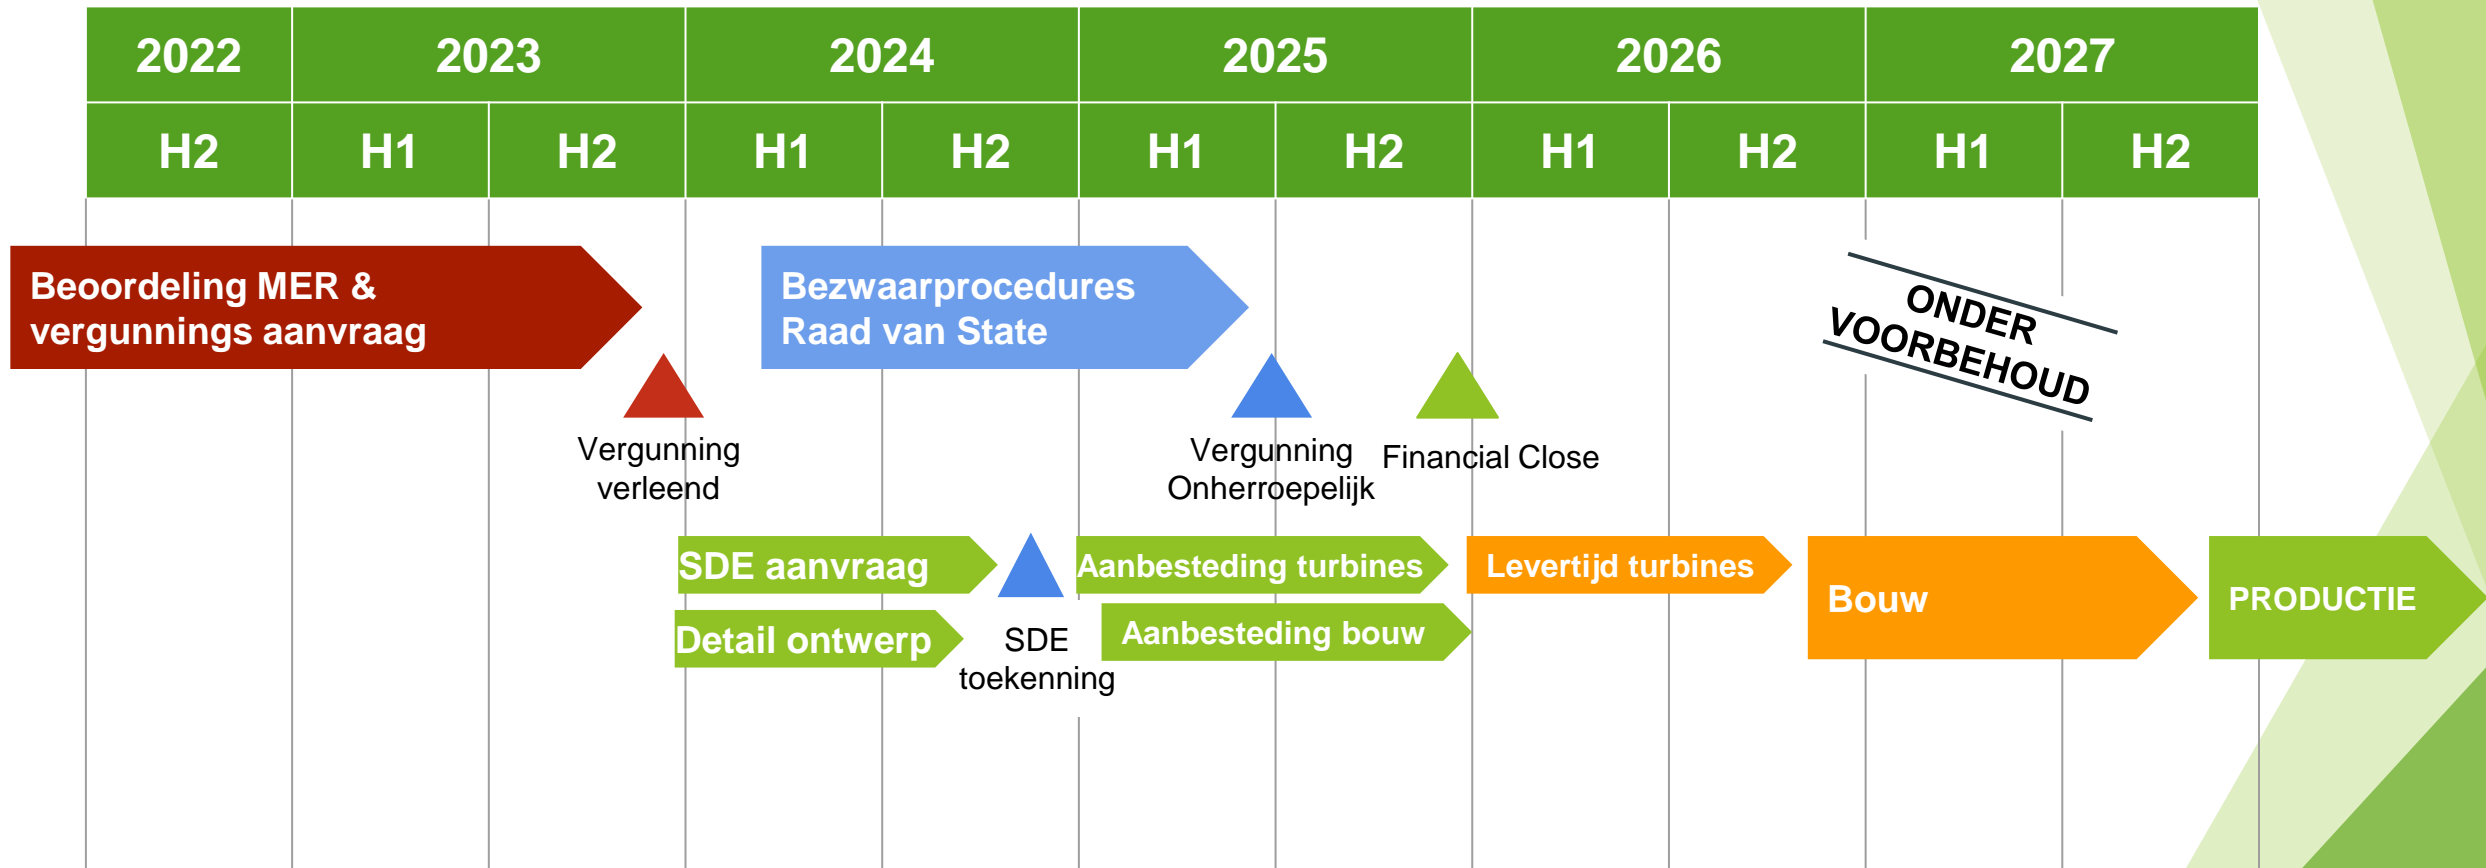 2022 2023 2024 2025 2026 2027
H2 H1 H2 H1 H2 H1 H2 H1 H2 H1 H2
Beoordeling MER &
vergunnings aanvraag
Bezwaarprocedures
Raad van State
ONDER
VOORBEHOUD
Vergunning
verleend
Vergunning
Onherroepelijk
Financial Close
SDE aanvraag
Detail ontwerp
SDE
toekenning
Aanbesteding turbines
Aanbesteding bouw
Levertijd turbines
Bouw
PRODUCTIE